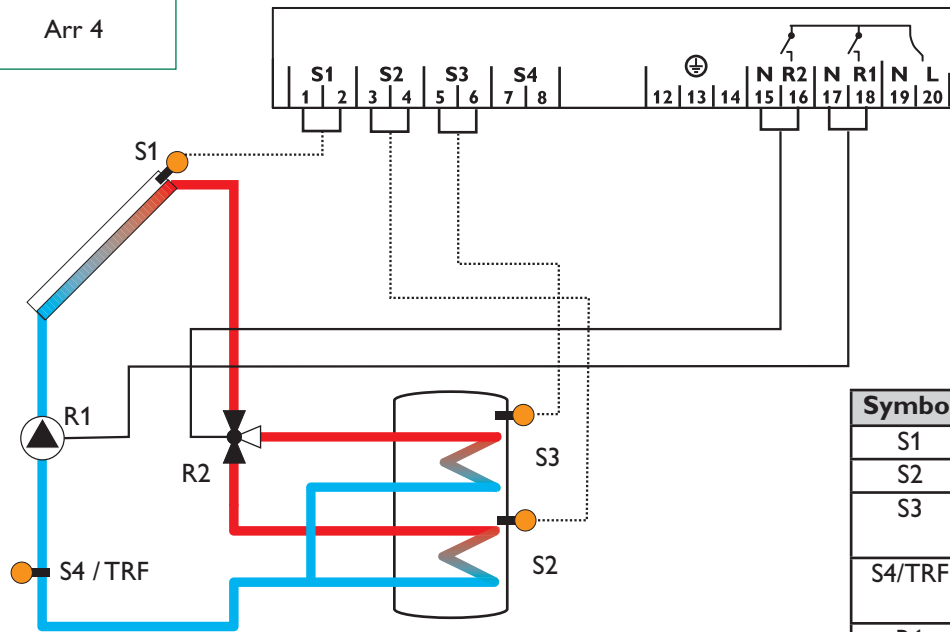 Arr 4
S1 S2 S3 S4 N R2 N R1 N L
1 2 3 4 5 6 7 8 12 13 14 15 16 17 18 19 20
S1
R1
R2
S3
S2
S4 / TRF
Symbo
S1
S2
S3
S4/TRF